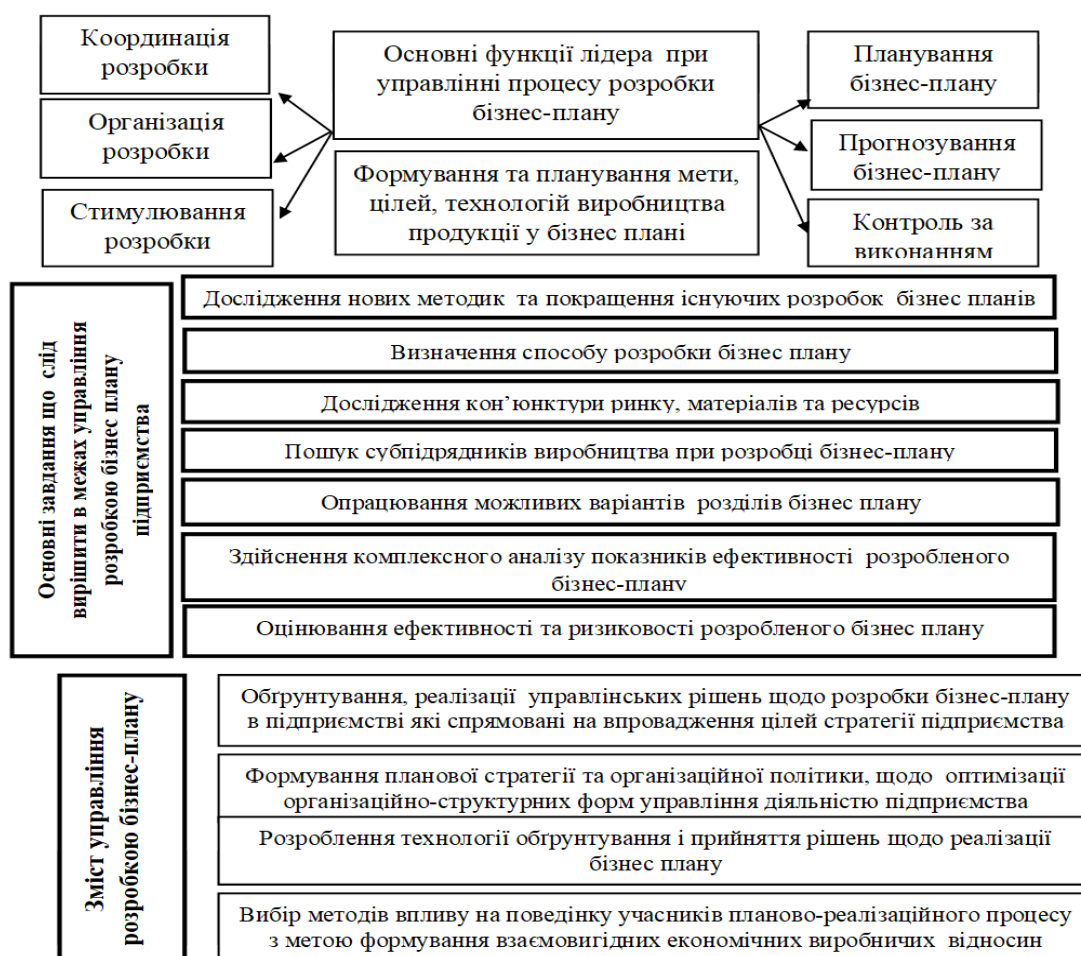 Координація
розробки
Організація
розробки
Стимулювання
розробки
Основні функції лідера при
управлінні процесу розробки
бізнес-плану
Формування та планування мети,
цілей, технологій виробництва
продукції у бізнес плані
Планування
бізнес-плану
Прогнозування
бізнес-плану
Контроль за
виконанням
Основні завдання що слід
вирішити в межах управління
розробкою бізнес плану
підприємства
Дослідження нових методик та покращення існуючих розробок бізнес планів
Визначення способу розробки бізнес плану
Дослідження кон’юнктури ринку, матеріалів та ресурсів
Пошук субпідрядників виробництва при розробці бізнес-плану
Опрацювання можливих варіантів розділів бізнес плану
Здійснення комплексного аналізу показників ефективності розробленого
бізнес-плану
Оцінювання ефективності та ризиковості розробленого бізнес плану
Зміст управління
розробкою бізнес-плану
Обґрунтування, реалізації управлінських рішень щодо розробки бізнес-плану
в підприємстві які спрямовані на впровадження цілей стратегії підприємства
Формування планової стратегії та організаційної політики, щодо оптимізації
організаційно-структурних форм управління діяльністю підприємства
Розроблення технології обґрунтування і прийняття рішень щодо реалізації
бізнес плану
Вибір методів впливу на поведінку учасників планово-реалізаційного процесу
з метою формування взаємовигідних економічних виробничих відносин